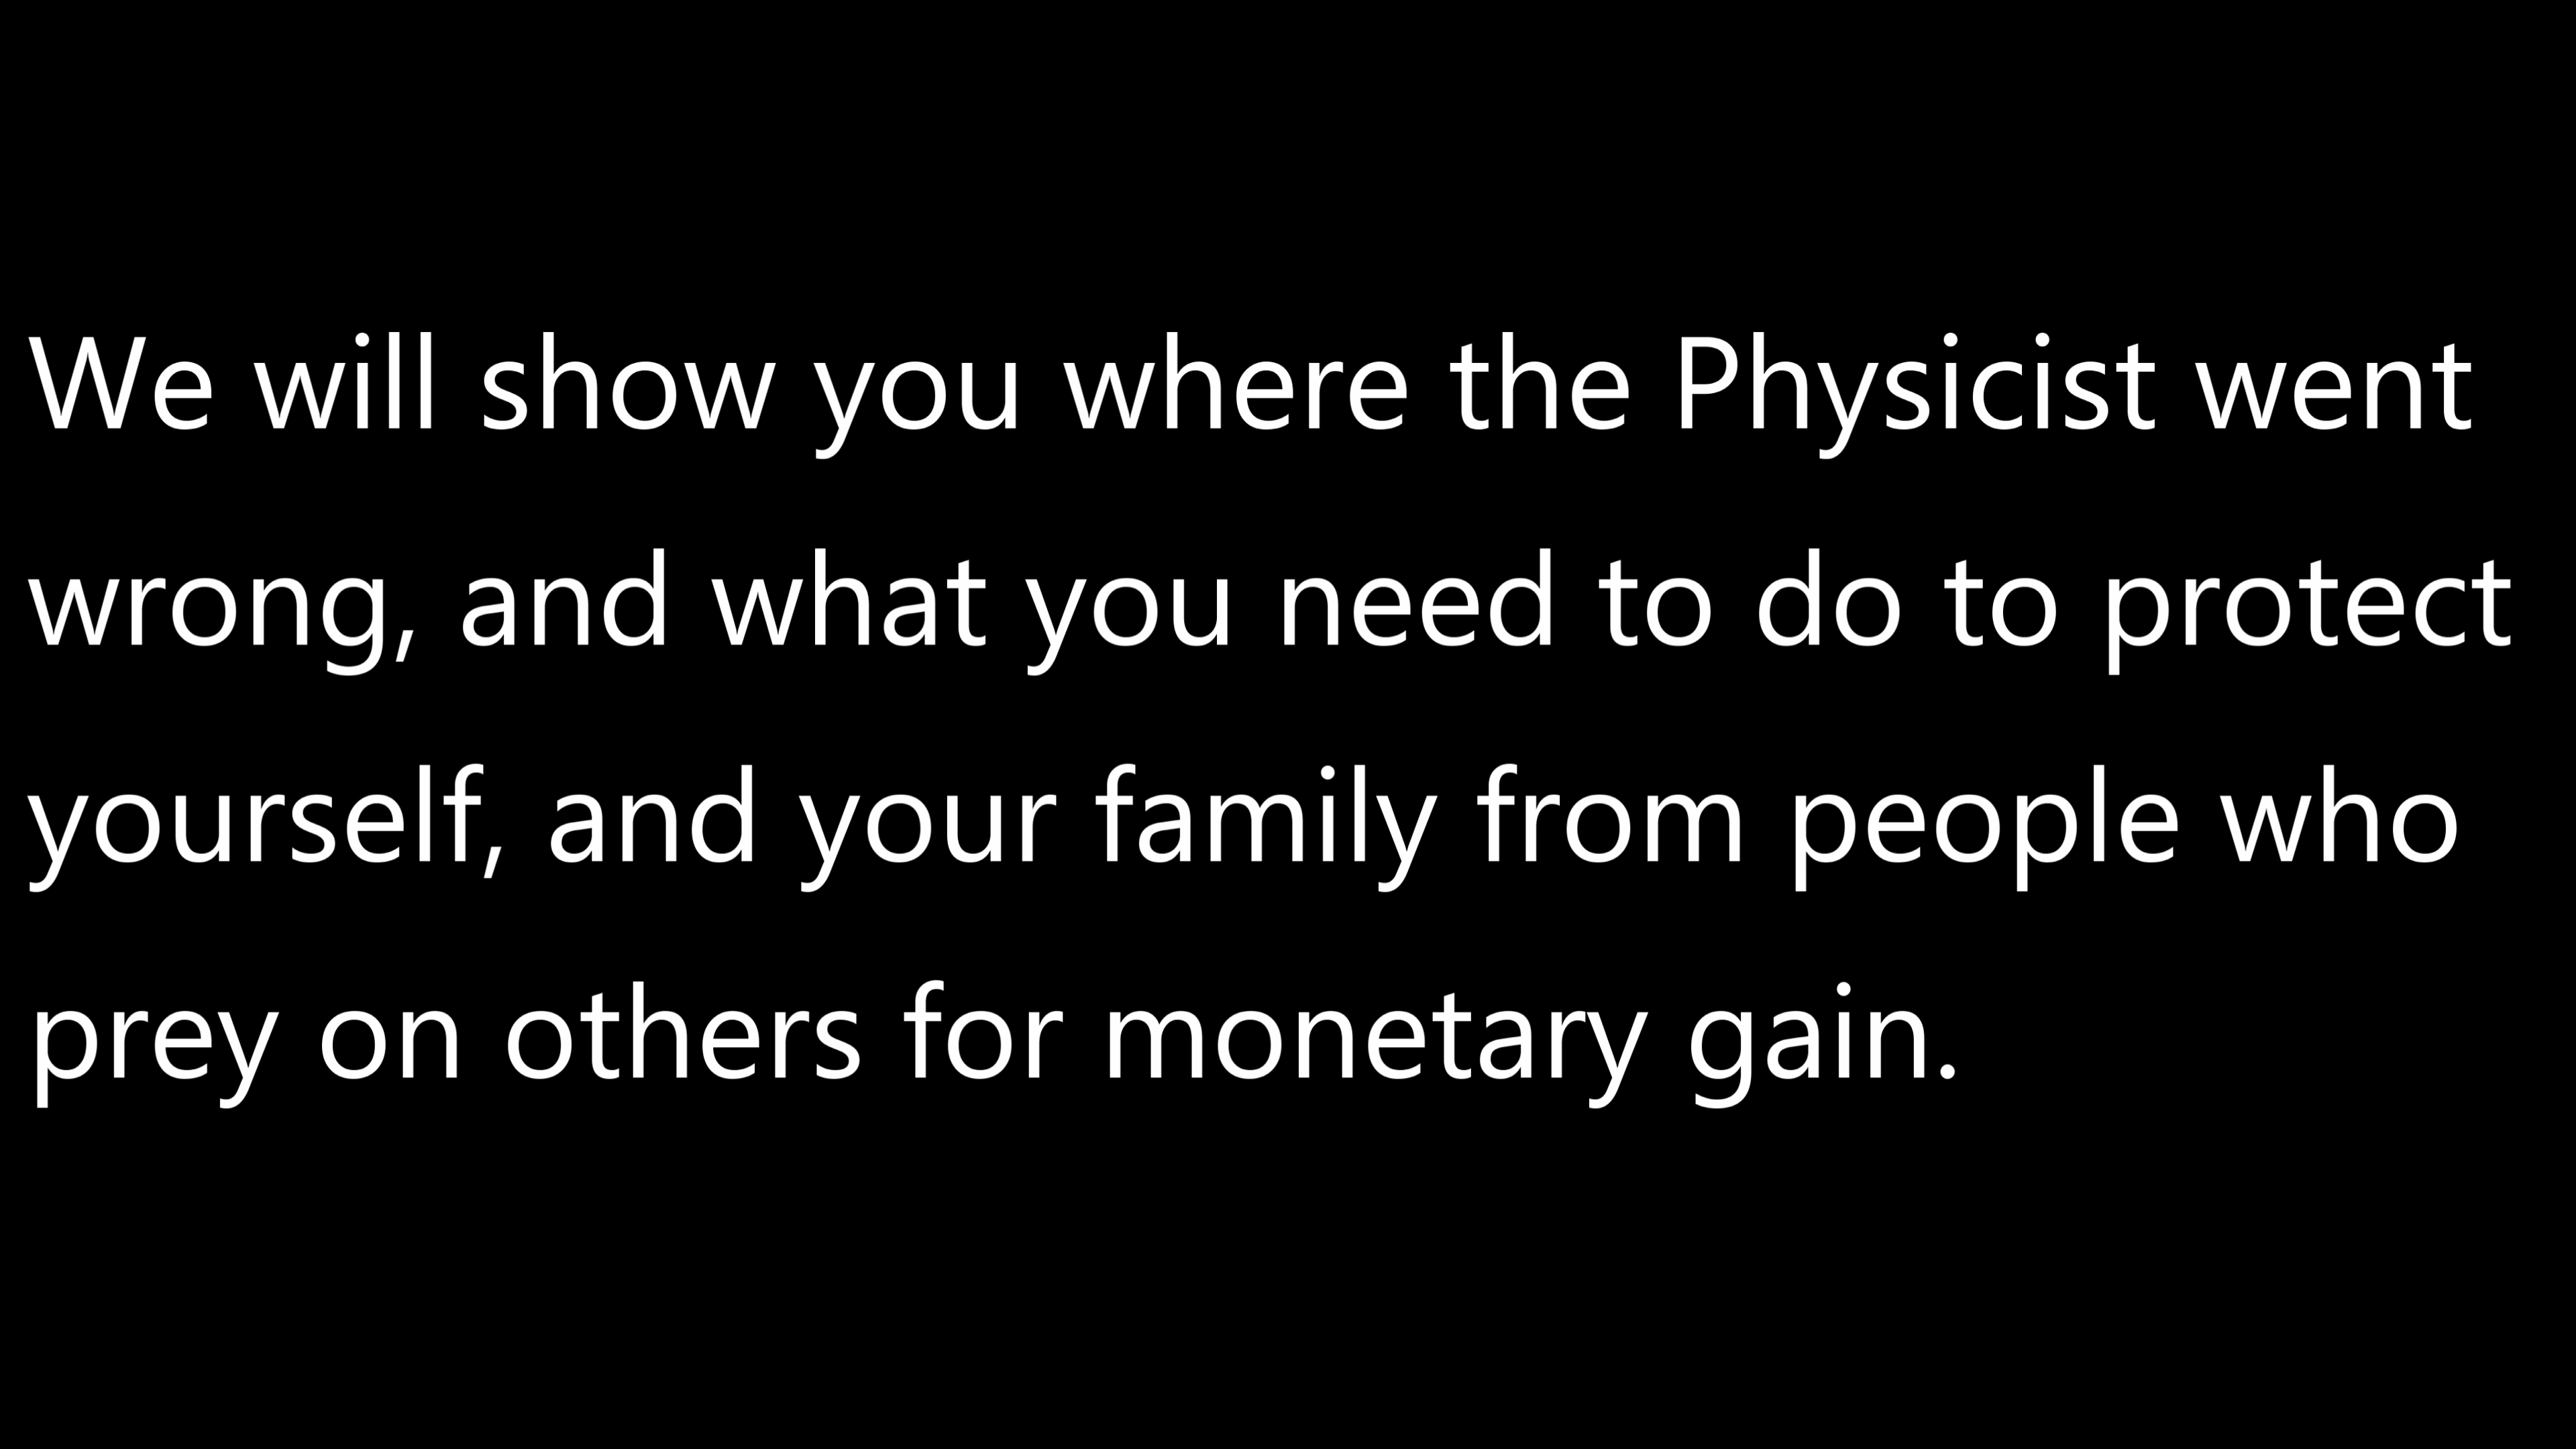 We will show you where the Physicist went
wrong, and what you need to do to protect
yourself, and your family from people who
prey on others for monetary gain.